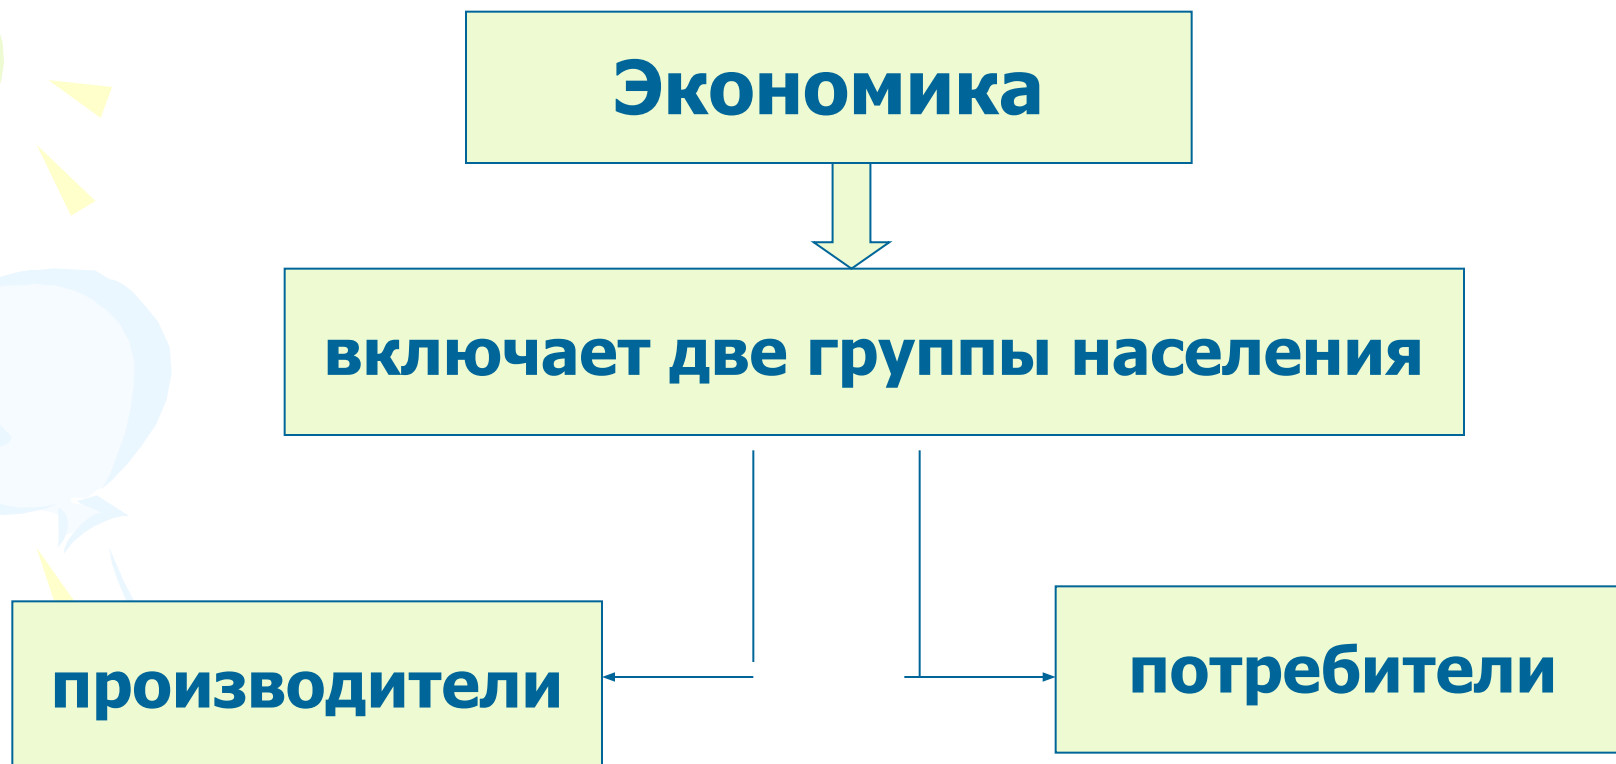 Экономика
включает две группы населения
производители
потребители